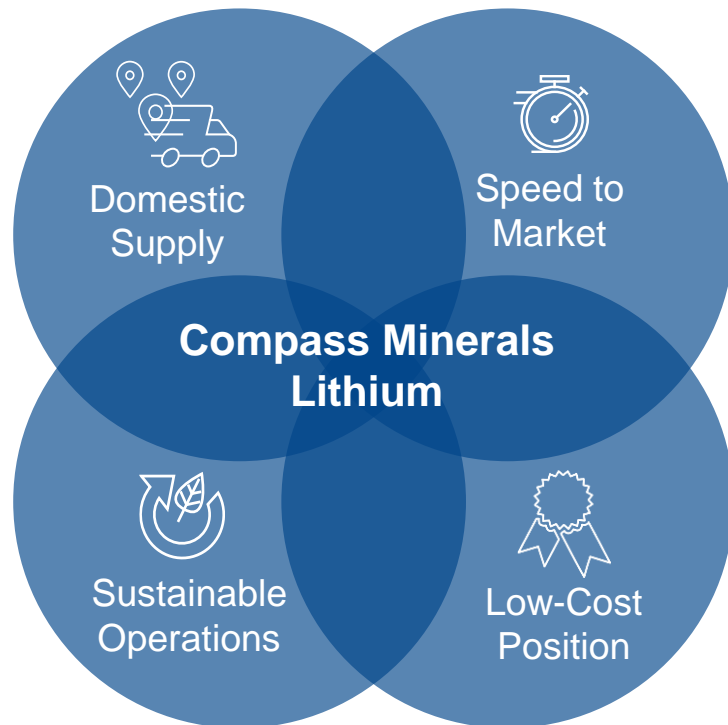 Domestic
Supply
Speed to
Market
Compass Minerals
Lithium
Sustainable
Operations
Low-Cost
Position